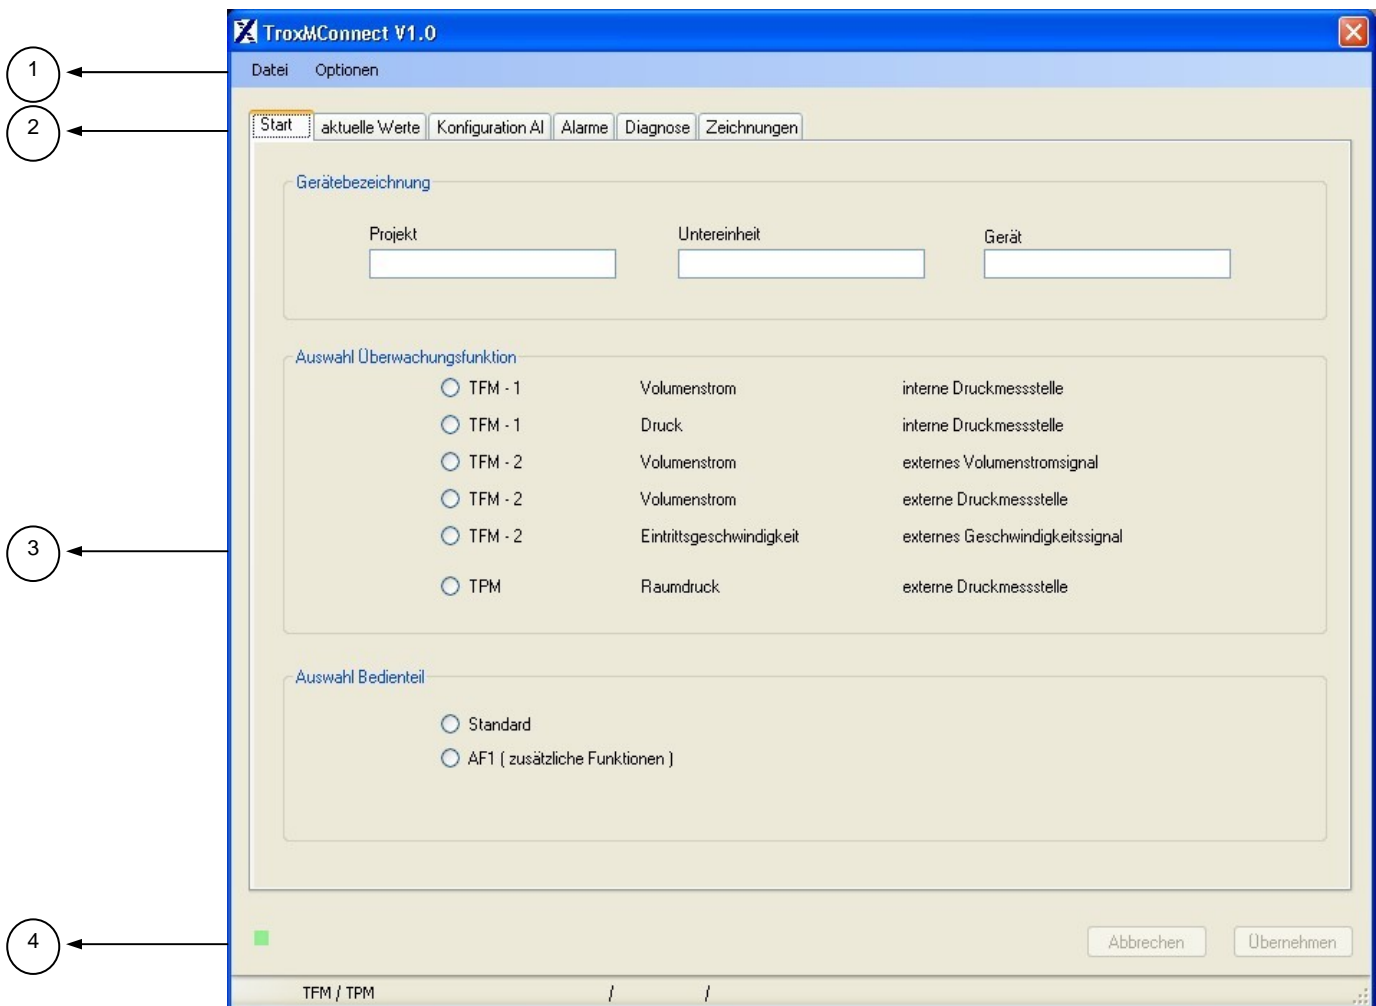 TroxMConnect V1.0
1
Datei Optionen
2
Start aktuelle Werte Konfiguration AI Alarme Diagnose Zeichnungen
Gerätebezeichnung
Projekt Untereinheit Gerät
Auswahl Überwachungsfunktion
TFM - 1 Volumenstrom interne Druckmessstelle
TFM - 1 Druck interne Druckmessstelle
TFM - 2 Volumenstrom externes Volumenstromsignal
TFM - 2 Volumenstrom externe Druckmessstelle
3
TFM - 2 Eintrittsgeschwindigkeit externes Geschwindigkeitssignal
TPM Raumdruck externe Druckmessstelle
Auswahl Bedienteil
Standard
AF1 ( zusätzliche Funktionen )
4
Abbrechen Übernehmen
TFM / TPM / /